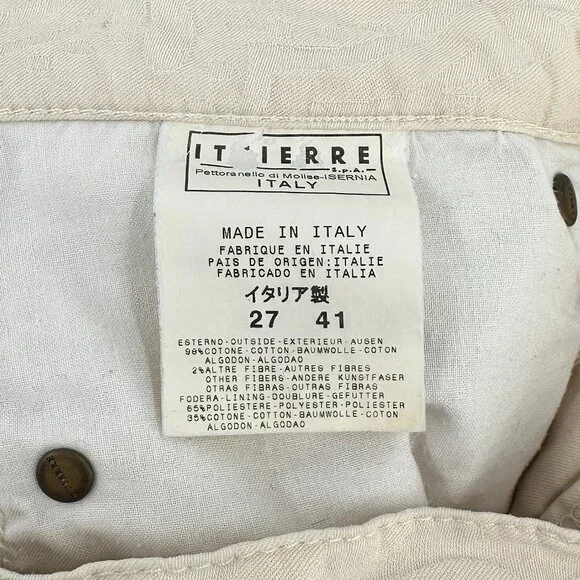 ITTIERRE
S.p.A.
Pettoranello di Molise-ISERNIA
ITALY
MADE IN ITALY
FABRIQUE EN ITALIE
PAIS DE ORIGEN:ITALIE
FABRICADO EN ITALIA
イタリア製
27 41
ESTERNO-OUTSIDE-EXTERIEUR-AUSEN
98%COTONE-COTTON-BAUMWOLLE-COTON
ALGODON-ALGODAO
2%ALTRE FIBRE-AUTRES FIBRES
OTHER FIBERS-ANDERE KUNSTFASER
OTRAS FIBRAS-OUTRAS FIBRAS
FODERA-LINING-DOUBLURE-GEFUTTER
65%POLIESTERE-POLYESTER-POLYESTER
35%COTONE-COTTON-BAUMWOLLE-COTON
ALGODON-ALGODAO